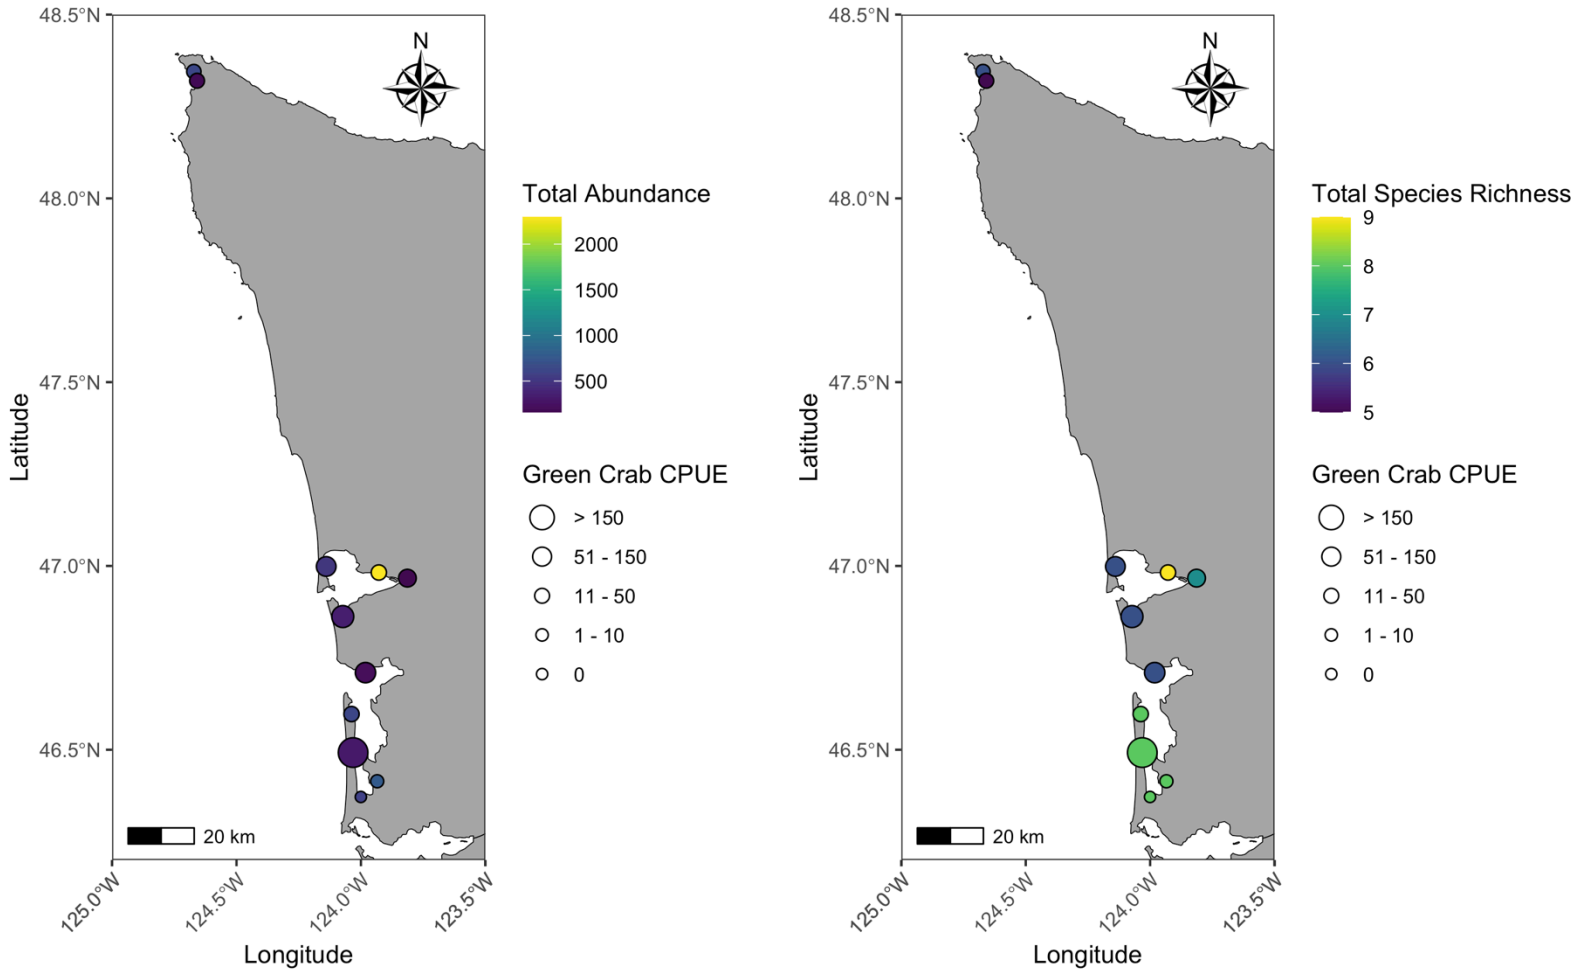 48.5°N
48.0°N
47.5°N
47.0°N
46.5°N
Latitude
N
20 km
125.0°W
124.5°W
124.0°W
123.5°W
Longitude
Total Abundance
2000
1500
1000
500
Green Crab CPUE
> 150
51 - 150
11 - 50
1 - 10
0
48.5°N
48.0°N
47.5°N
47.0°N
46.5°N
Latitude
N
20 km
125.0°W
124.5°W
124.0°W
123.5°W
Longitude
Total Species Richness
9
8
7
6
5
Green Crab CPUE
> 150
51 - 150
11 - 50
1 - 10
0